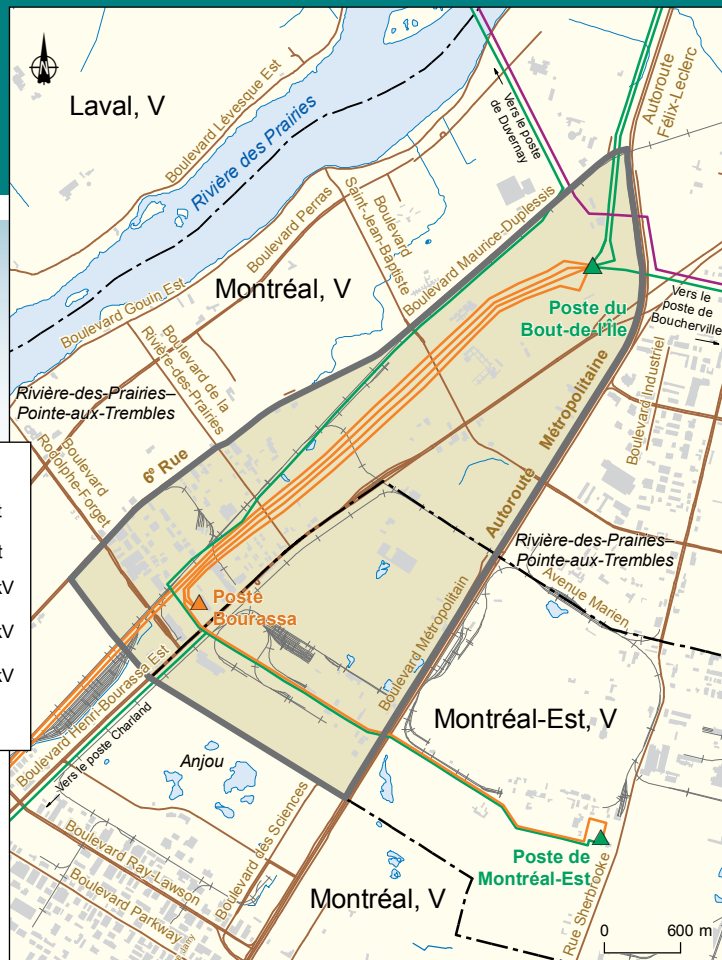 Laval, V
Boulevard Lévesque Est
Rivière des Prairies
Vers le poste
de Duvernay
Autoroute
Félix-Leclerc
Boulevard Perras
Boulevard
Saint-Jean-Baptiste
Boulevard Maurice-Duplessis
Montréal, V
Boulevard Gouin Est
Poste du
Bout-de-l'Île
Vers le
poste de
Boucherville
Boulevard de la
Rivière-des-Prairies
Rivière-des-Prairies–
Pointe-aux-Trembles
Boulevard
Rodolphe-Forget
6e Rue
Autoroute Métropolitaine
Boulevard Industriel
t
t
kV
kV
kV
Rivière-des-Prairies–
Pointe-aux-Trembles
Avenue Marien
Poste
Bourassa
Boulevard Métropolitain
Boulevard Henri-Bourassa Est
Vers le poste Charland
Montréal-Est, V
Anjou
Boulevard des Sciences
Boulevard Ray-Lawson
Boulevard Parkway
Jarry
Poste de
Montréal-Est
Rue Sherbrooke
Montréal, V
0 600 m